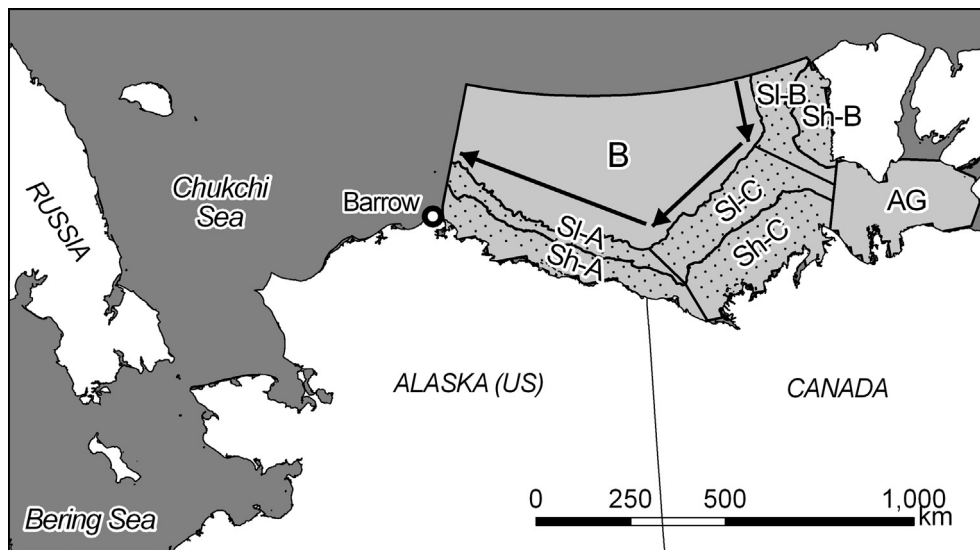 Sl-B
Sh-B
B
RUSSIA
Chukchi
Sea
Barrow
Sl-C
AG
Sl-A
Sh-A
Sh-C
ALASKA (US)
CANADA
0 250 500 1,000
km
Bering Sea